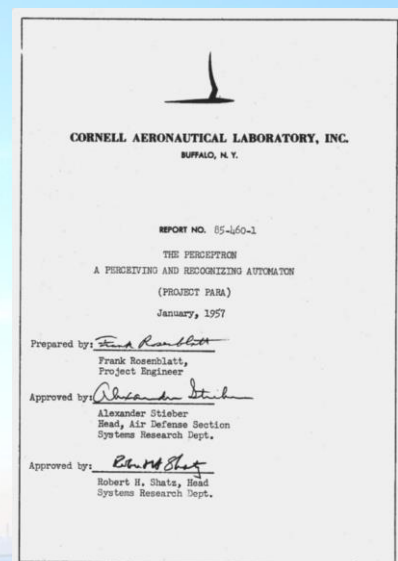 CORNELL AERONAUTICAL LABORATORY, INC.
BUFFALO, N. Y.
REPORT NO. 85-460-1
THE PERCEPTRON
A PERCEIVING AND RECOGNIZING AUTOMATON
(PROJECT PARA)
January, 1957
Prepared by: Frank Rosenblatt
Frank Rosenblatt,
Project Engineer
Approved by: Alexander Stieber
Alexander Stieber
Head, Air Defense Section
Systems Research Dept.
Approved by: Robert H Shatz
Robert H. Shatz, Head
Systems Research Dept.